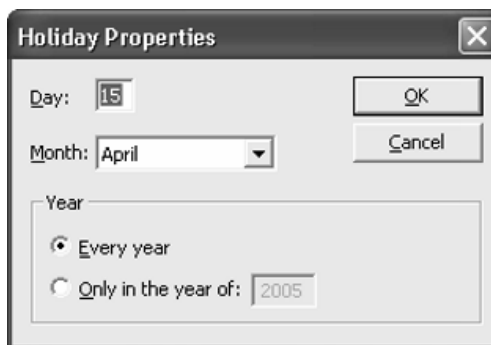 Holiday Properties
Day: 15
OK
Month: April
Cancel
Year
Every year
Only in the year of: 2005